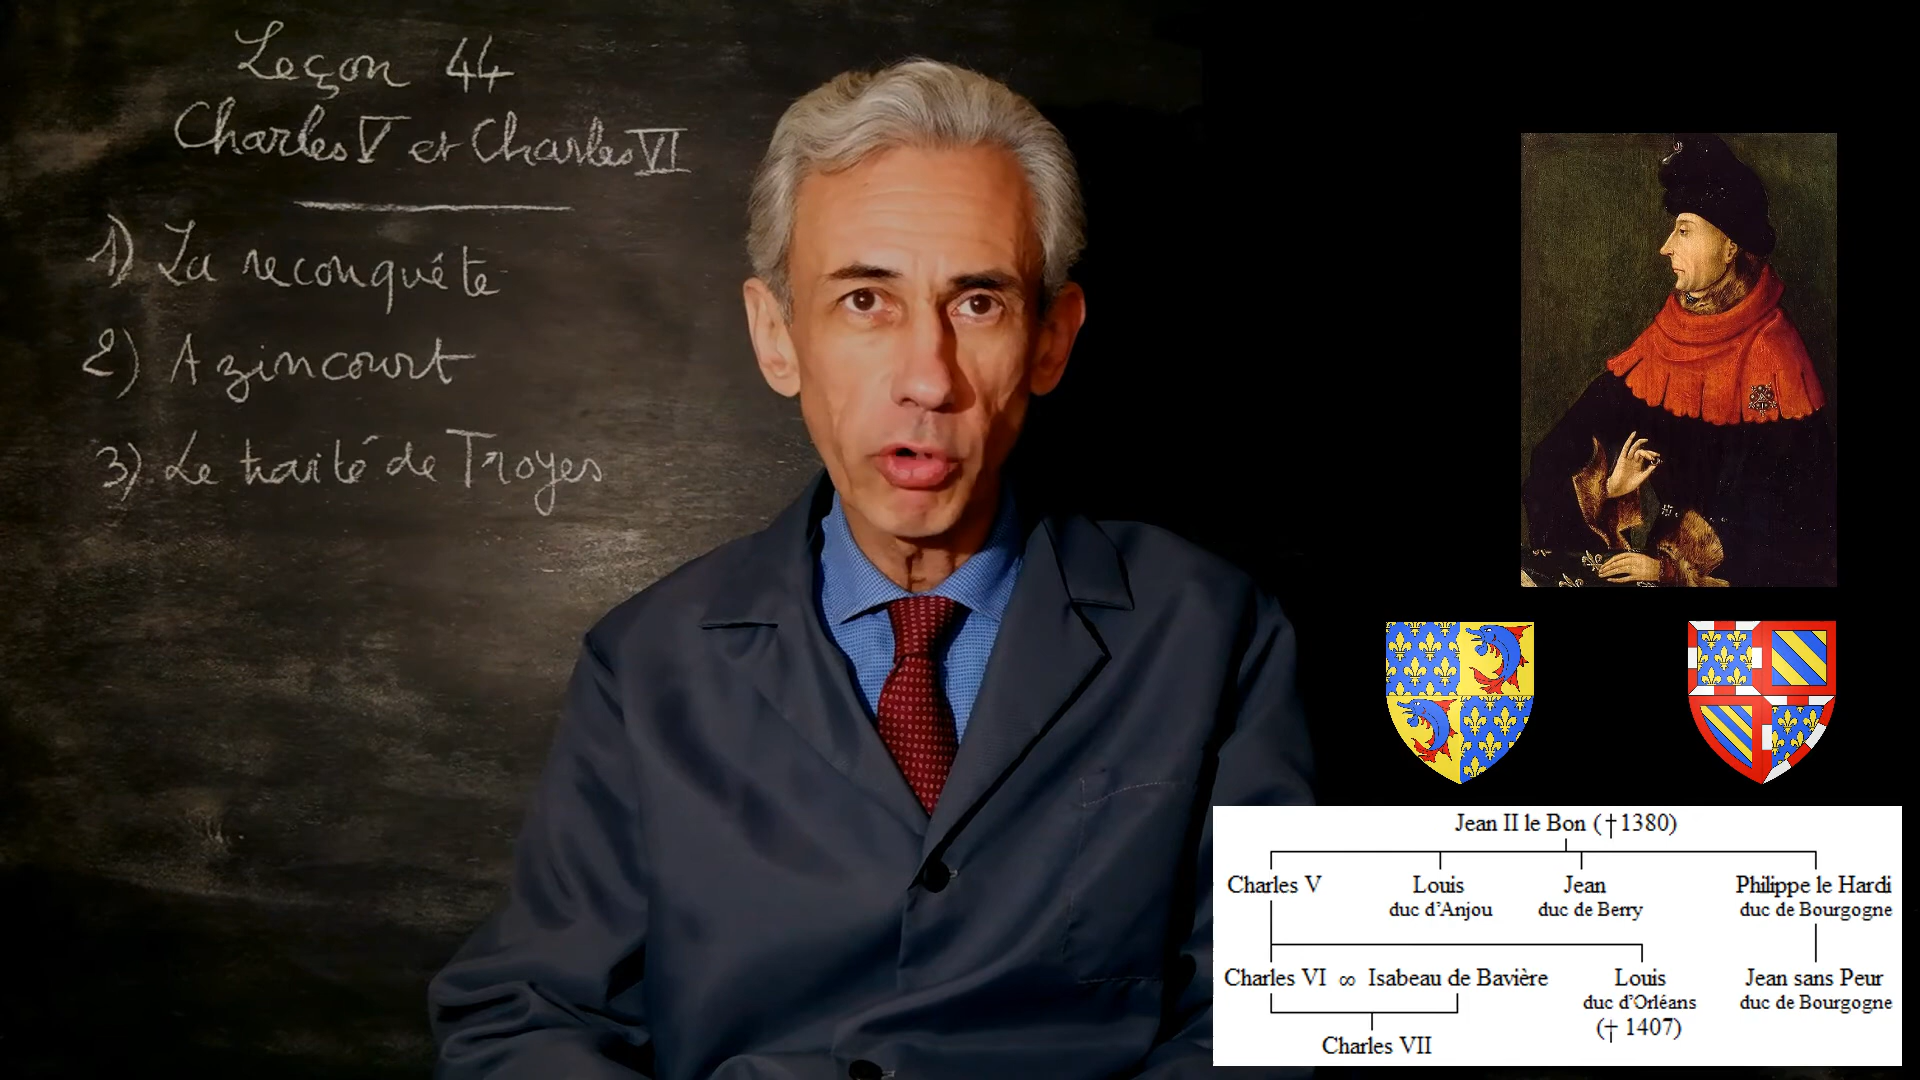 Leçon 44
Charles V et Charles VI
1) La reconquête
2) Azincourt
3) Le traité de Troyes
Jean II le Bon († 1380)
Charles V
Louis
duc d'Anjou
Jean
duc de Berry
Philippe le Hardi
duc de Bourgogne
Charles VI ∞ Isabeau de Bavière
Louis
duc d'Orléans
(† 1407)
Jean sans Peur
duc de Bourgogne
Charles VII